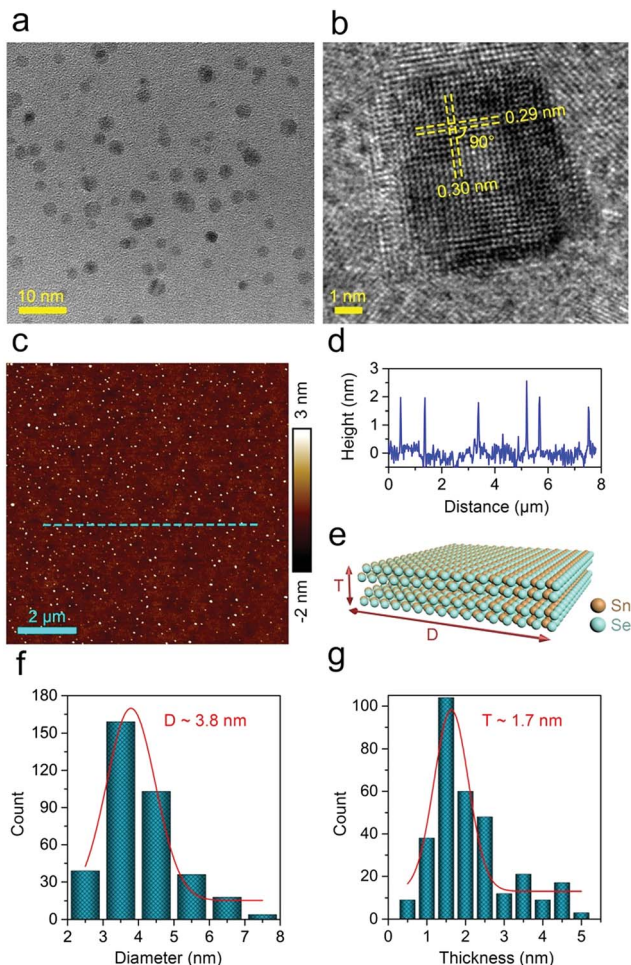 a
b
0.29 nm
90°
0.30 nm
10 nm
1 nm
c
3 nm
-2 nm
2 µm
d
Height (nm)
3
2
1
0
0 2 4 6 8
Distance (µm)
e
T
D
Sn
Se
f
D ~ 3.8 nm
Count
180
150
120
90
60
30
0
2 3 4 5 6 7 8
Diameter (nm)
g
T ~ 1.7 nm
Count
100
80
60
40
20
0
0 1 2 3 4 5
Thickness (nm)